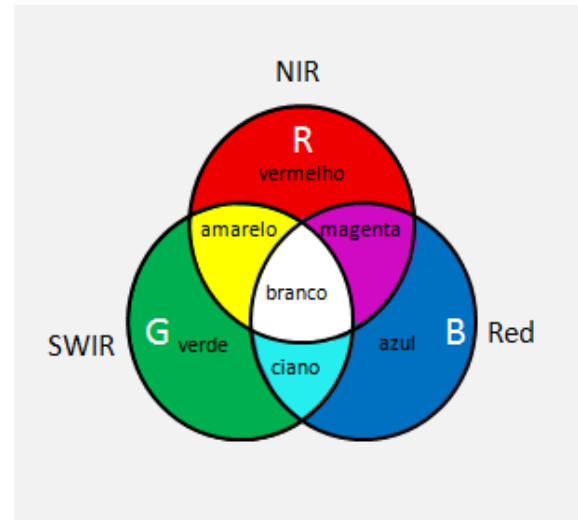 NIR
R
vermelho
amarelo
magenta
branco
SWIR
G
verde
azul
B
Red
ciano